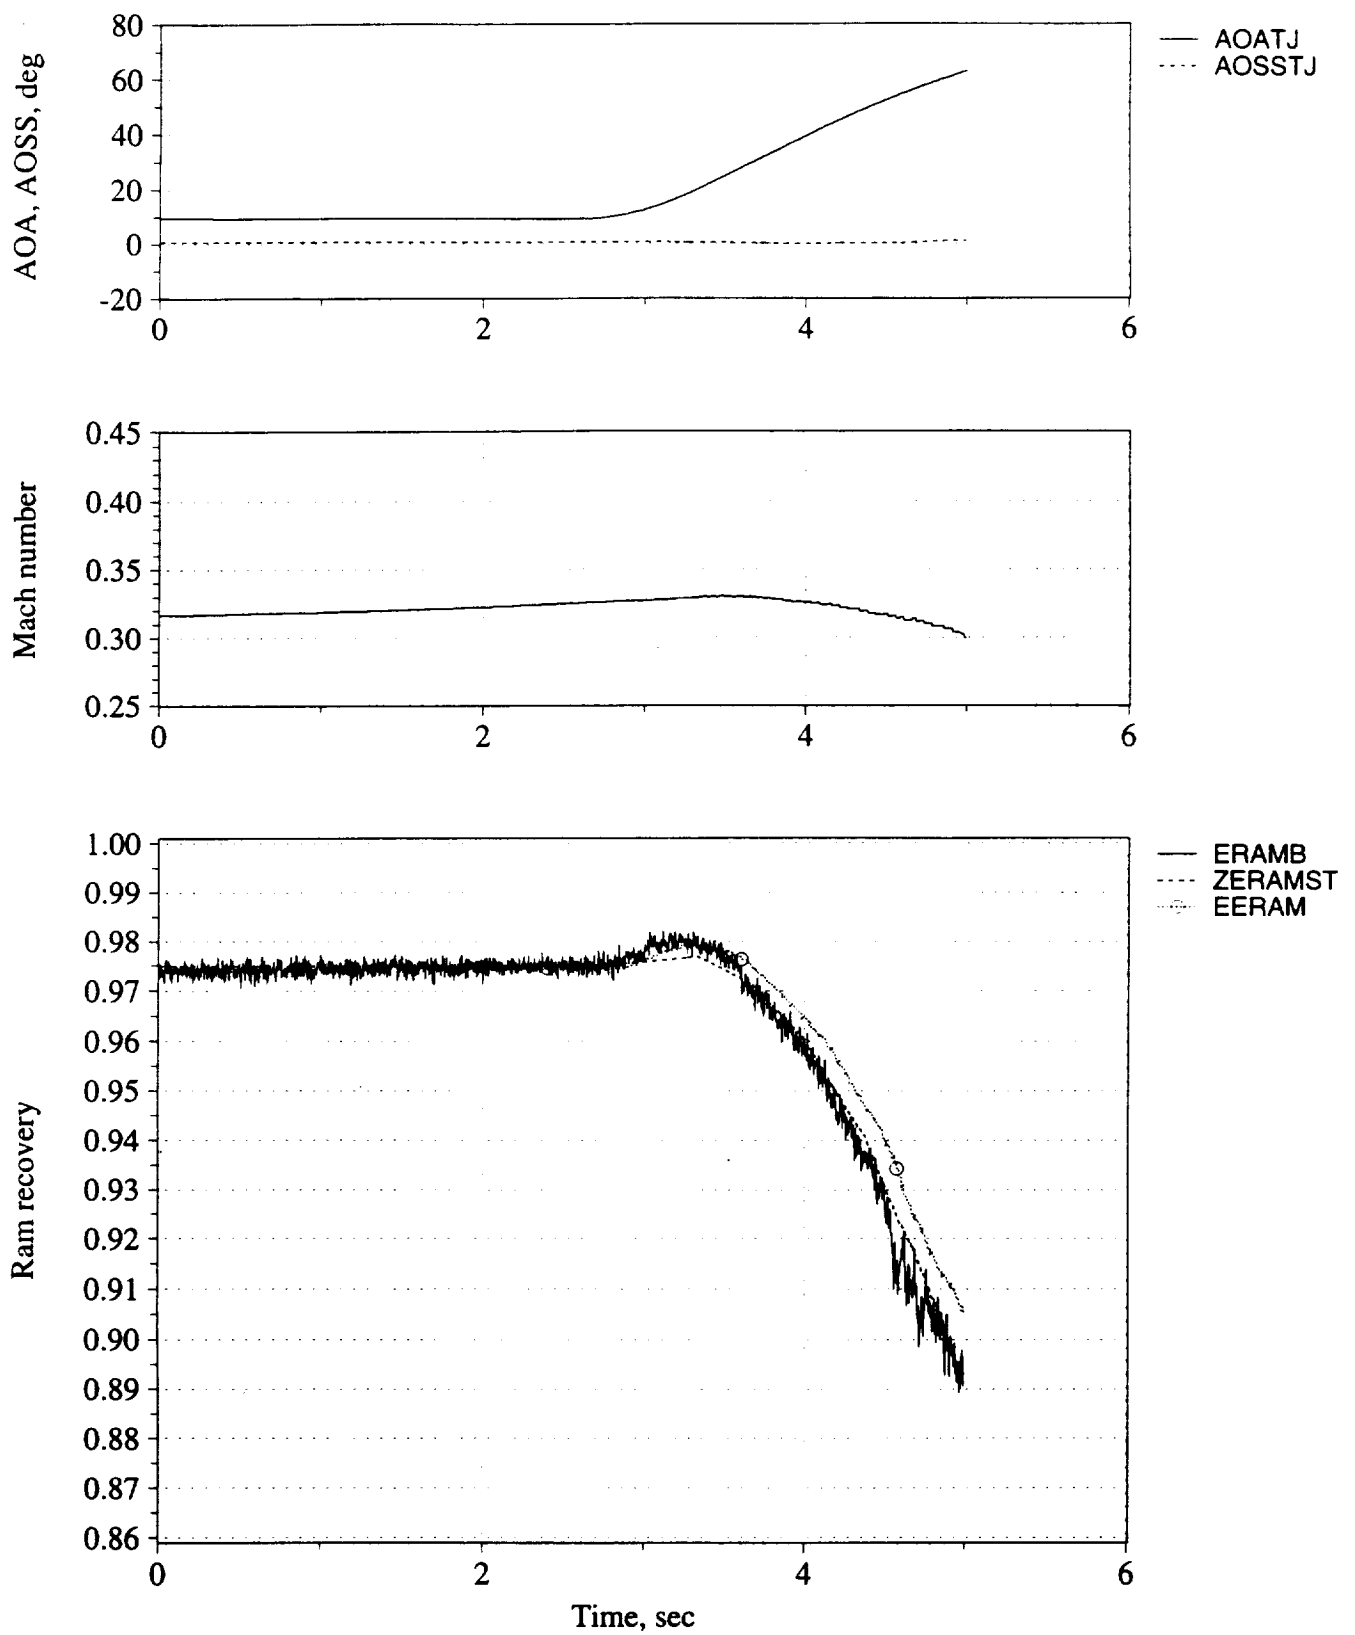 AOA, AOSS, deg
80
60
40
20
0
-20
0 2 4 6
AOATJ
AOSSTJ
Mach number
0.45
0.40
0.35
0.30
0.25
0 2 4 6
Ram recovery
1.00
0.99
0.98
0.97
0.96
0.95
0.94
0.93
0.92
0.91
0.90
0.89
0.88
0.87
0.86
0 2 4 6
Time, sec
ERAMB
ZERAMST
EERAM